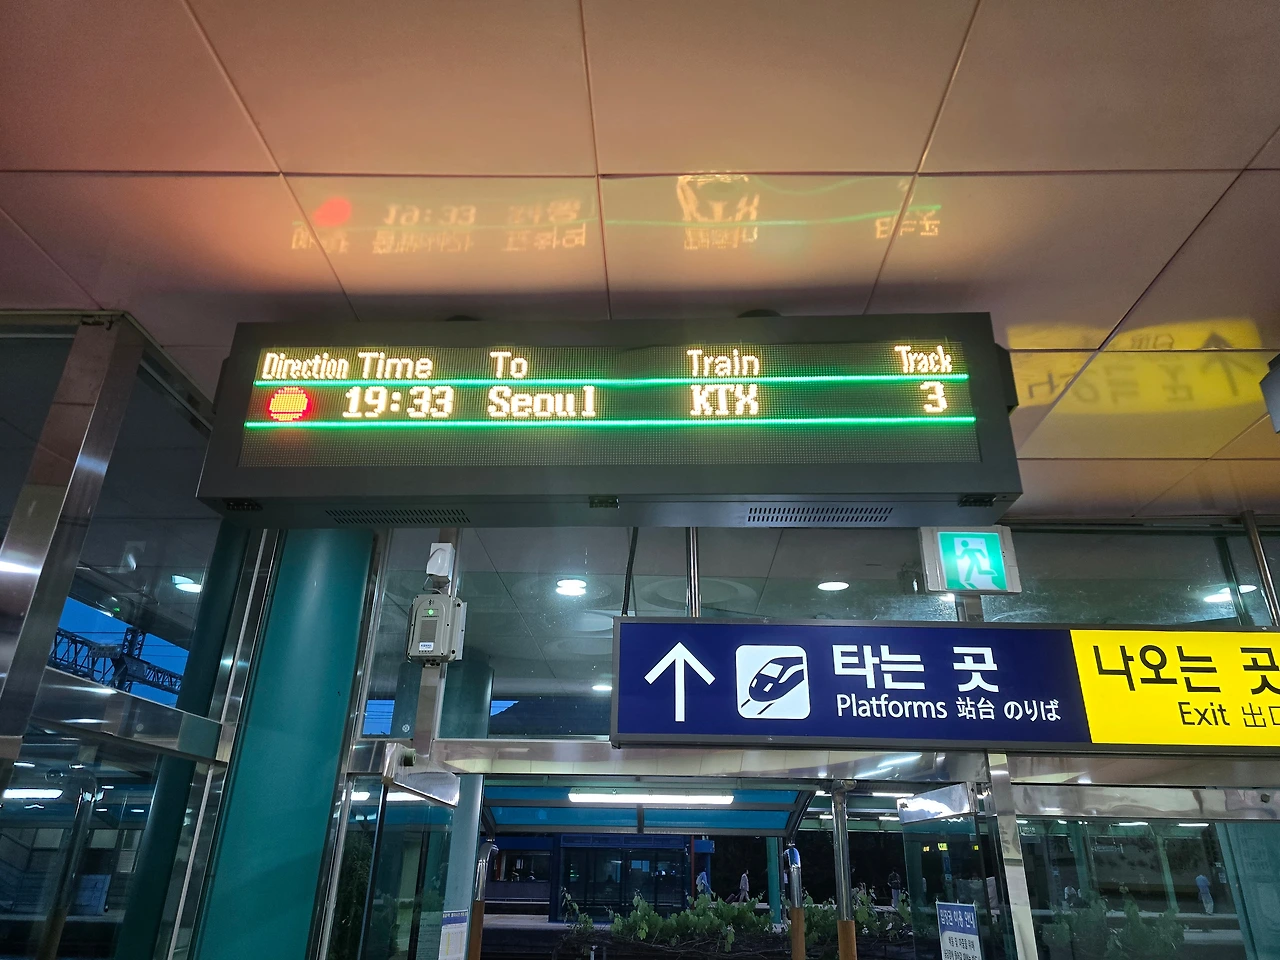 Direction Time To Train Track
19:33 Seoul KTX 3
타는 곳
Platforms 站台 のりば
나오는 곳
Exit